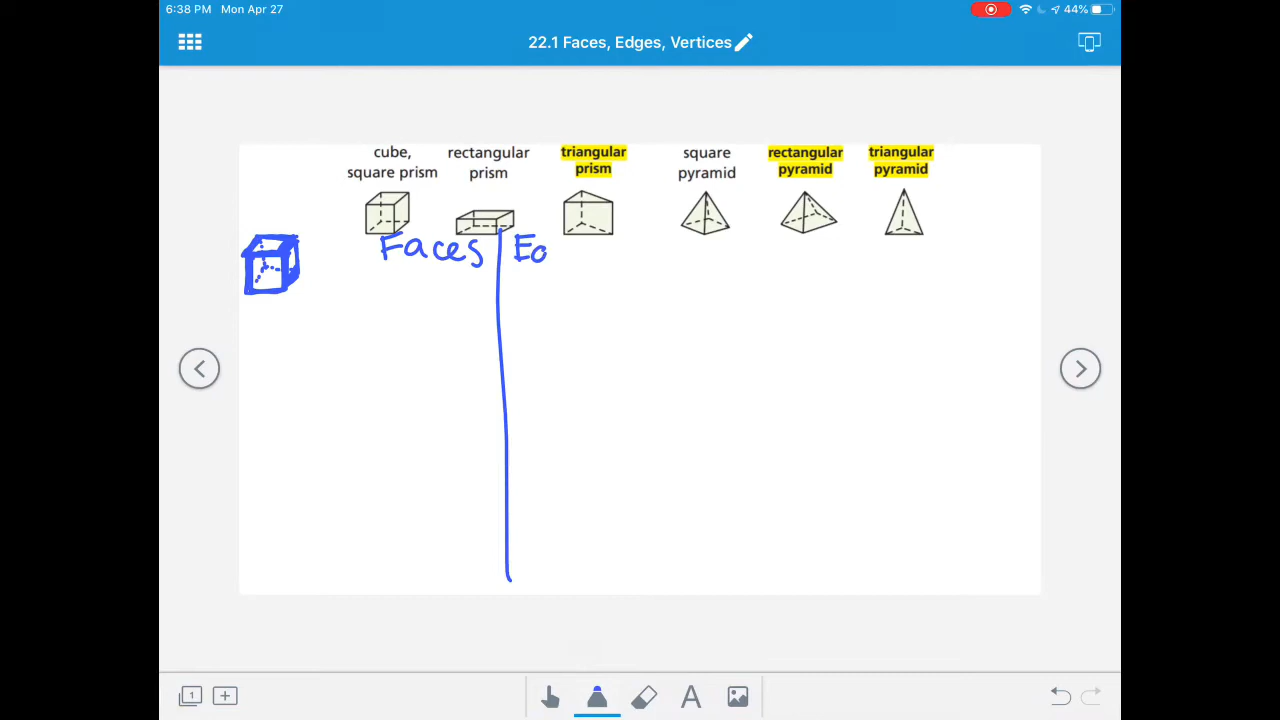 6:38 PM Mon Apr 27
44%
22.1 Faces, Edges, Vertices
cube,
square prism
rectangular
prism
triangular
prism
square
pyramid
rectangular
pyramid
triangular
pyramid
Faces Eo
1
A